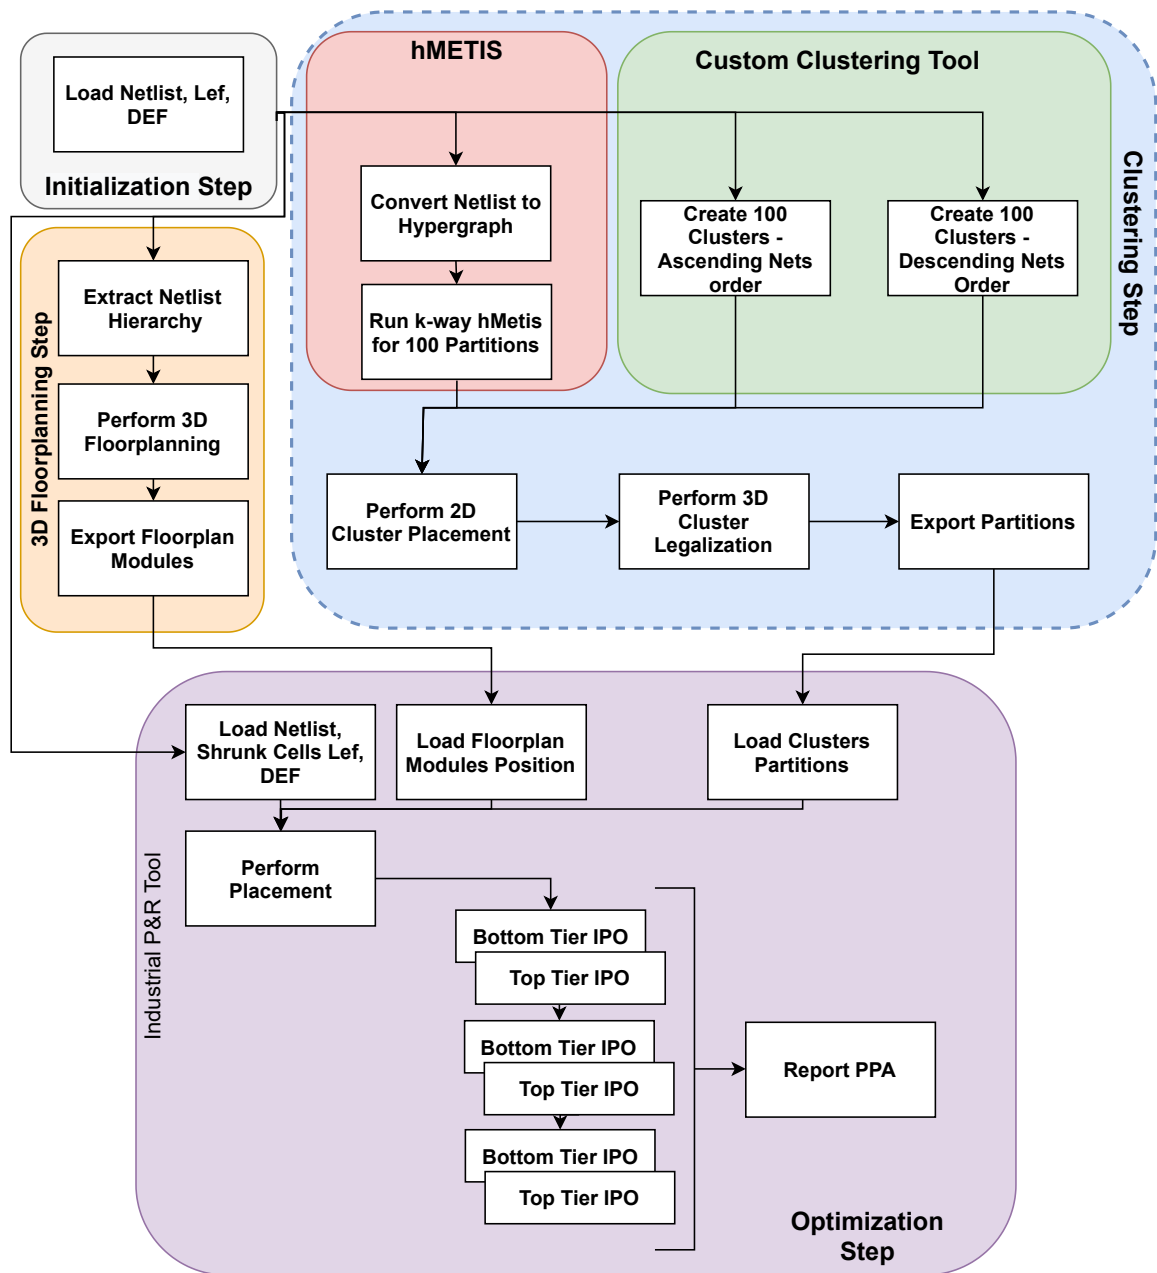 Load Netlist, Lef,
DEF
Initialization Step
hMETIS
Convert Netlist to
Hypergraph
Run k-way hMetis
for 100 Partitions
Custom Clustering Tool
Create 100
Clusters -
Ascending Nets
order
Create 100
Clusters -
Descending Nets
Order
Clustering Step
Perform 2D
Cluster Placement
Perform 3D
Cluster
Legalization
Export Partitions
3D Floorplanning Step
Extract Netlist
Hierarchy
Perform 3D
Floorplanning
Export Floorplan
Modules
Industrial P&R Tool
Load Netlist,
Shrunk Cells Lef,
DEF
Load Floorplan
Modules Position
Load Clusters
Partitions
Perform
Placement
Bottom Tier IPO
Top Tier IPO
Bottom Tier IPO
Top Tier IPO
Bottom Tier IPO
Top Tier IPO
Report PPA
Optimization
Step